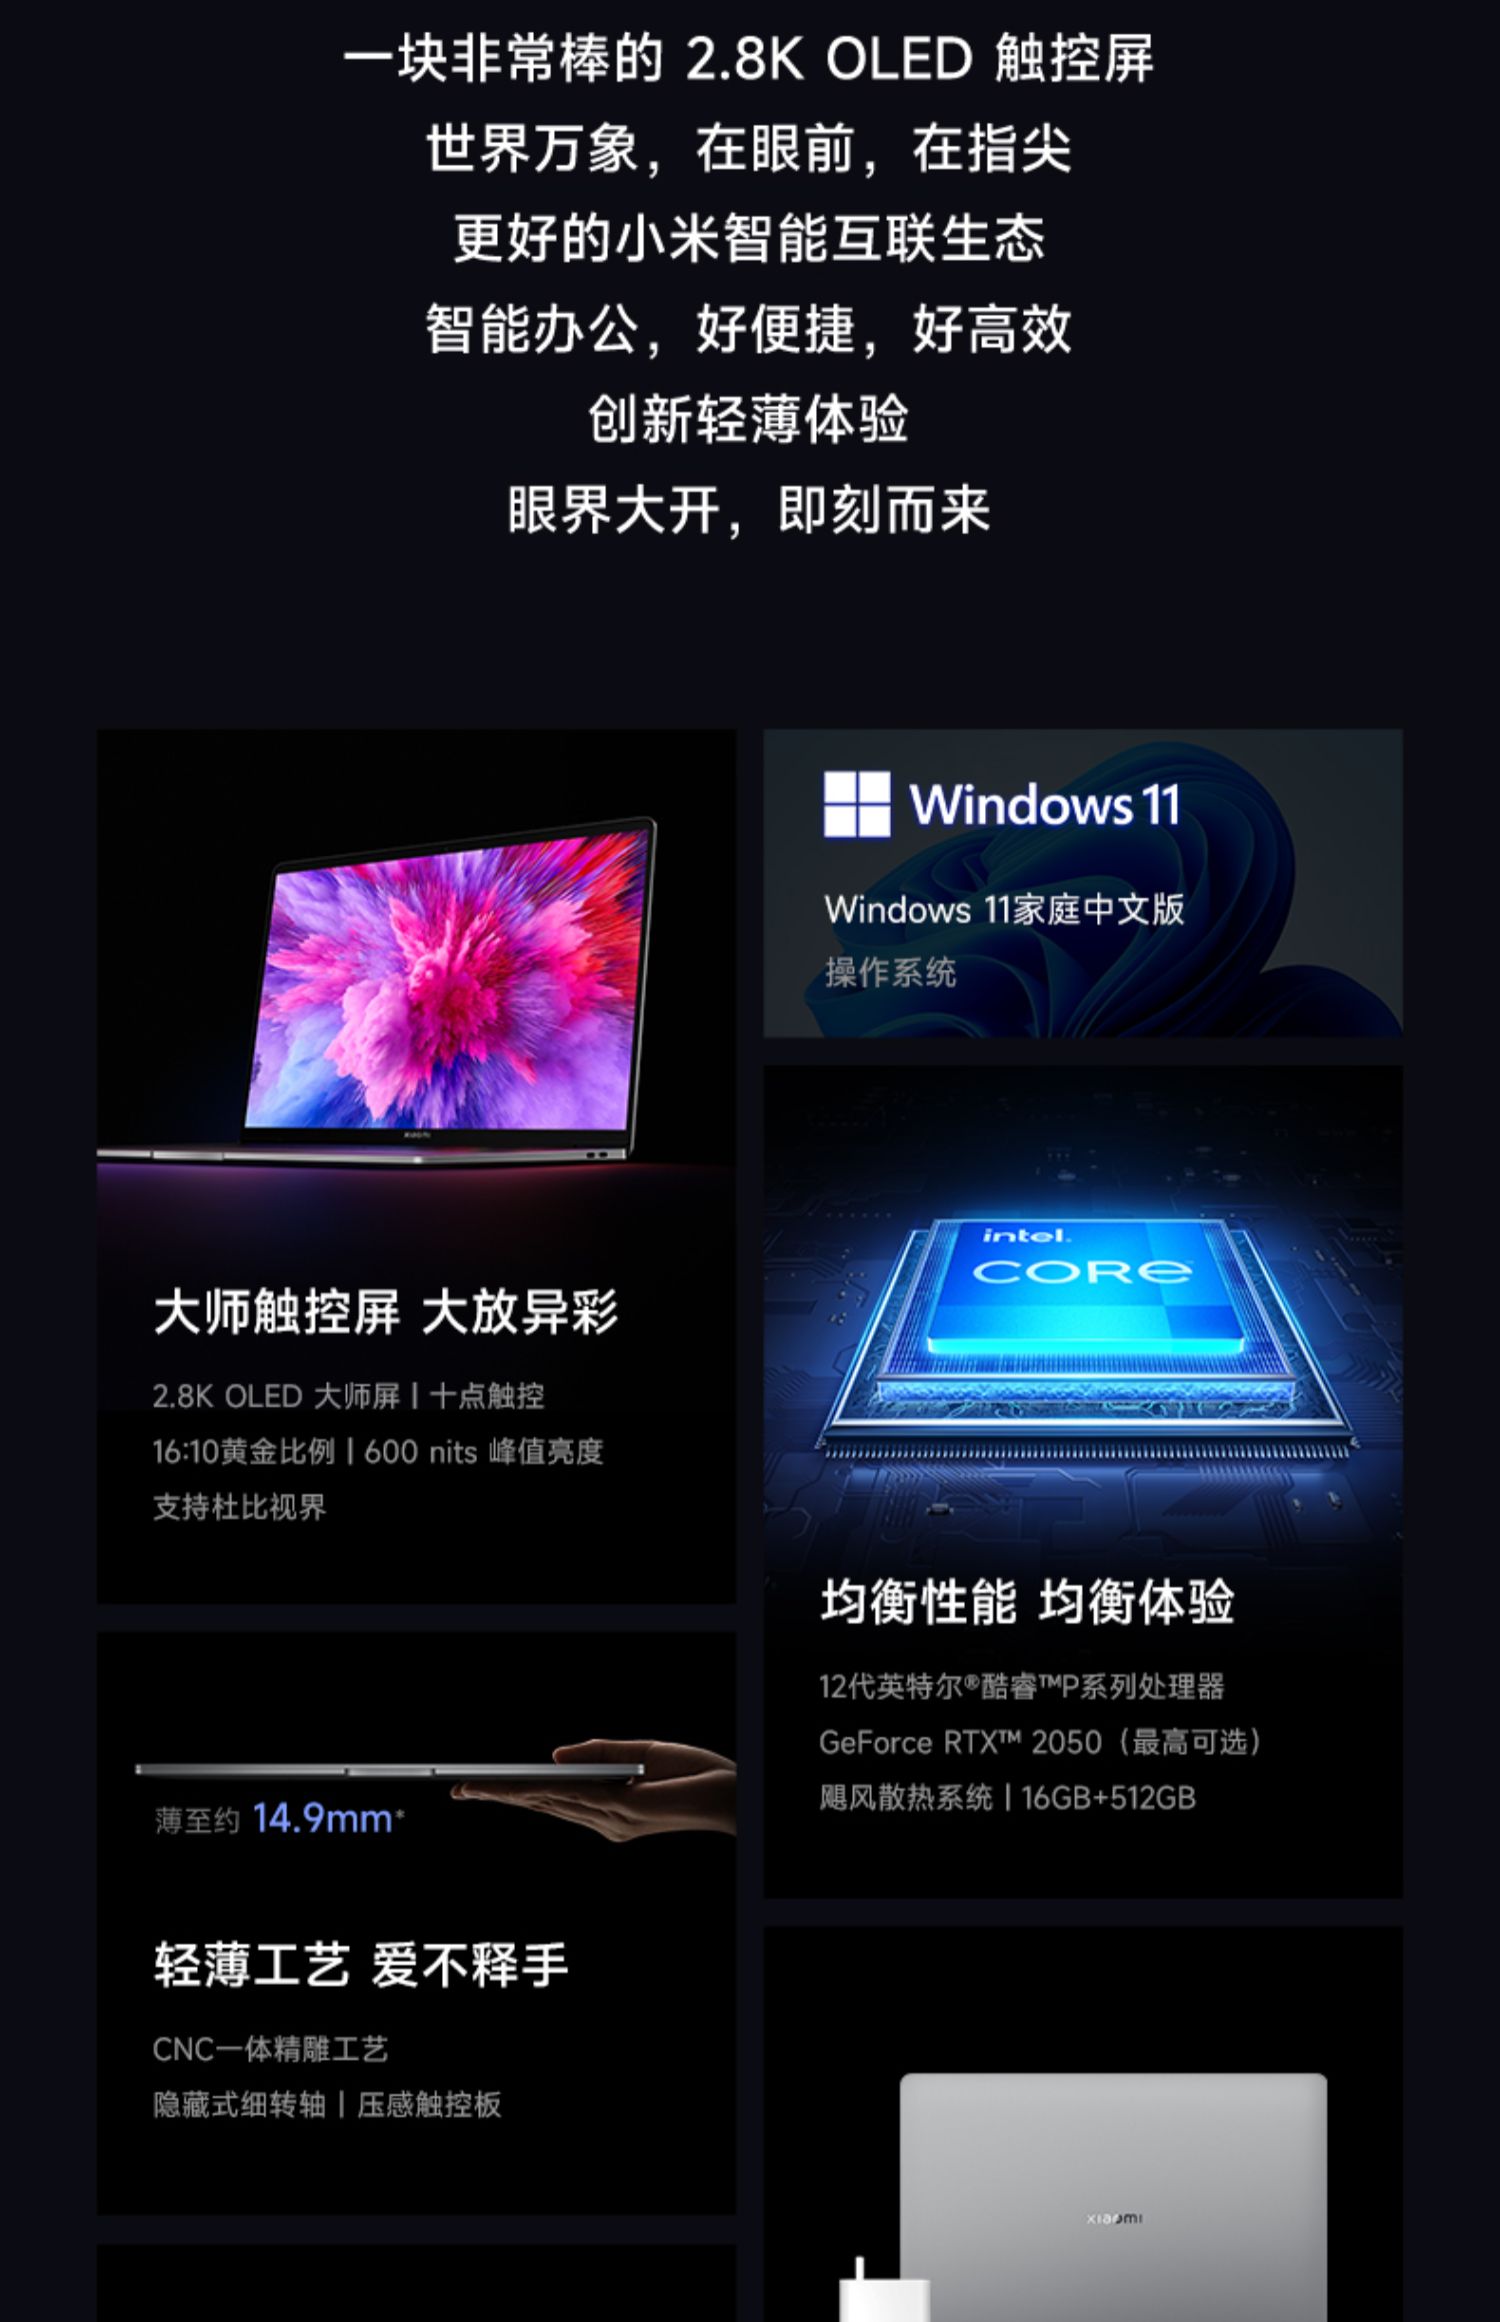 一块非常棒的 2.8K OLED 触控屏
世界万象，在眼前，在指尖
更好的小米智能互联生态
智能办公，好便捷，好高效
创新轻薄体验
眼界大开，即刻而来
xiaomi
大师触控屏 大放异彩
2.8K OLED 大师屏 | 十点触控
16:10黄金比例 | 600 nits 峰值亮度
支持杜比视界
Windows 11
Windows 11家庭中文版
操作系统
intel.
CORE
均衡性能 均衡体验
12代英特尔®酷睿™P系列处理器
GeForce RTX™ 2050（最高可选）
飓风散热系统 | 16GB+512GB
薄至约 14.9mm*
轻薄工艺 爱不释手
CNC一体精雕工艺
隐藏式细转轴 | 压感触控板
xiaomi